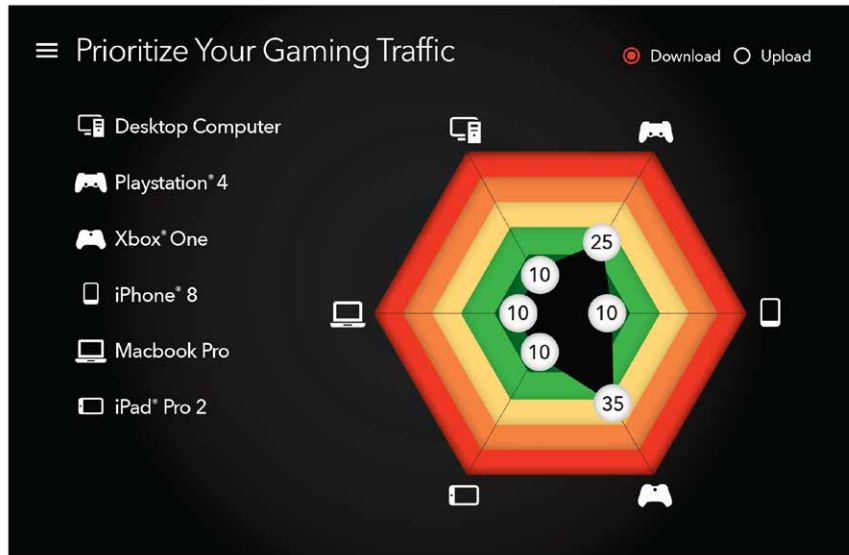 Prioritize Your Gaming Traffic
Download Upload
Desktop Computer
Playstation® 4
Xbox® One
iPhone® 8
Macbook Pro
iPad® Pro 2
25
10
10 10
10
35